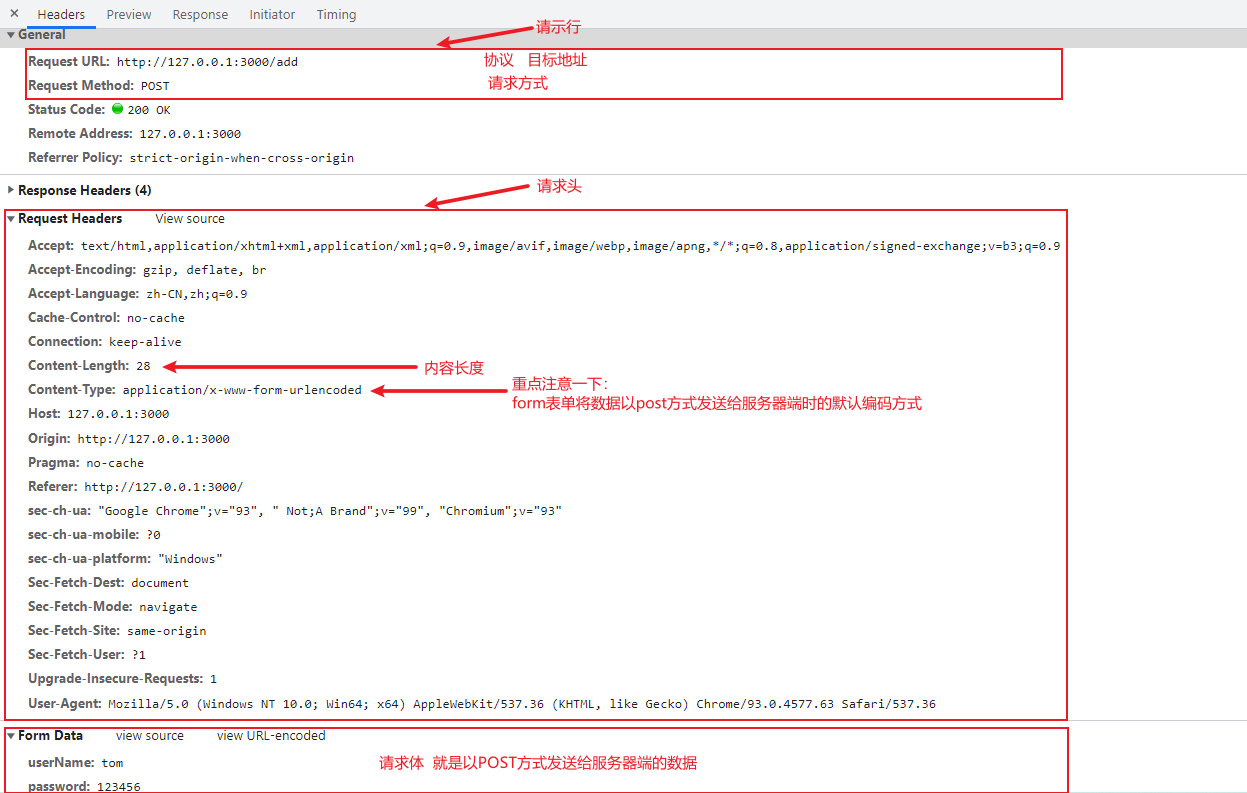 × Headers Preview Response Initiator Timing
General
请示行
Request URL: http://127.0.0.1:3000/add 协议 目标地址
Request Method: POST 请求方式
Status Code: 200 OK
Remote Address: 127.0.0.1:3000
Referrer Policy: strict-origin-when-cross-origin
Response Headers (4) 请求头
Request Headers View source
Accept: text/html,application/xhtml+xml,application/xml;q=0.9,image/avif,image/webp,image/apng,*/*;q=0.8,application/signed-exchange;v=b3;q=0.9
Accept-Encoding: gzip, deflate, br
Accept-Language: zh-CN,zh;q=0.9
Cache-Control: no-cache
Connection: keep-alive
Content-Length: 28 内容长度
Content-Type: application/x-www-form-urlencoded
重点注意一下：
form表单将数据以post方式发送给服务器端时的默认编码方式
Host: 127.0.0.1:3000
Origin: http://127.0.0.1:3000
Pragma: no-cache
Referer: http://127.0.0.1:3000/
sec-ch-ua: "Google Chrome";v="93", " Not;A Brand";v="99", "Chromium";v="93"
sec-ch-ua-mobile: ?0
sec-ch-ua-platform: "Windows"
Sec-Fetch-Dest: document
Sec-Fetch-Mode: navigate
Sec-Fetch-Site: same-origin
Sec-Fetch-User: ?1
Upgrade-Insecure-Requests: 1
User-Agent: Mozilla/5.0 (Windows NT 10.0; Win64; x64) AppleWebKit/537.36 (KHTML, like Gecko) Chrome/93.0.4577.63 Safari/537.36
Form Data view source view URL-encoded
userName: tom 请求体 就是以POST方式发送给服务器端的数据
password: 123456